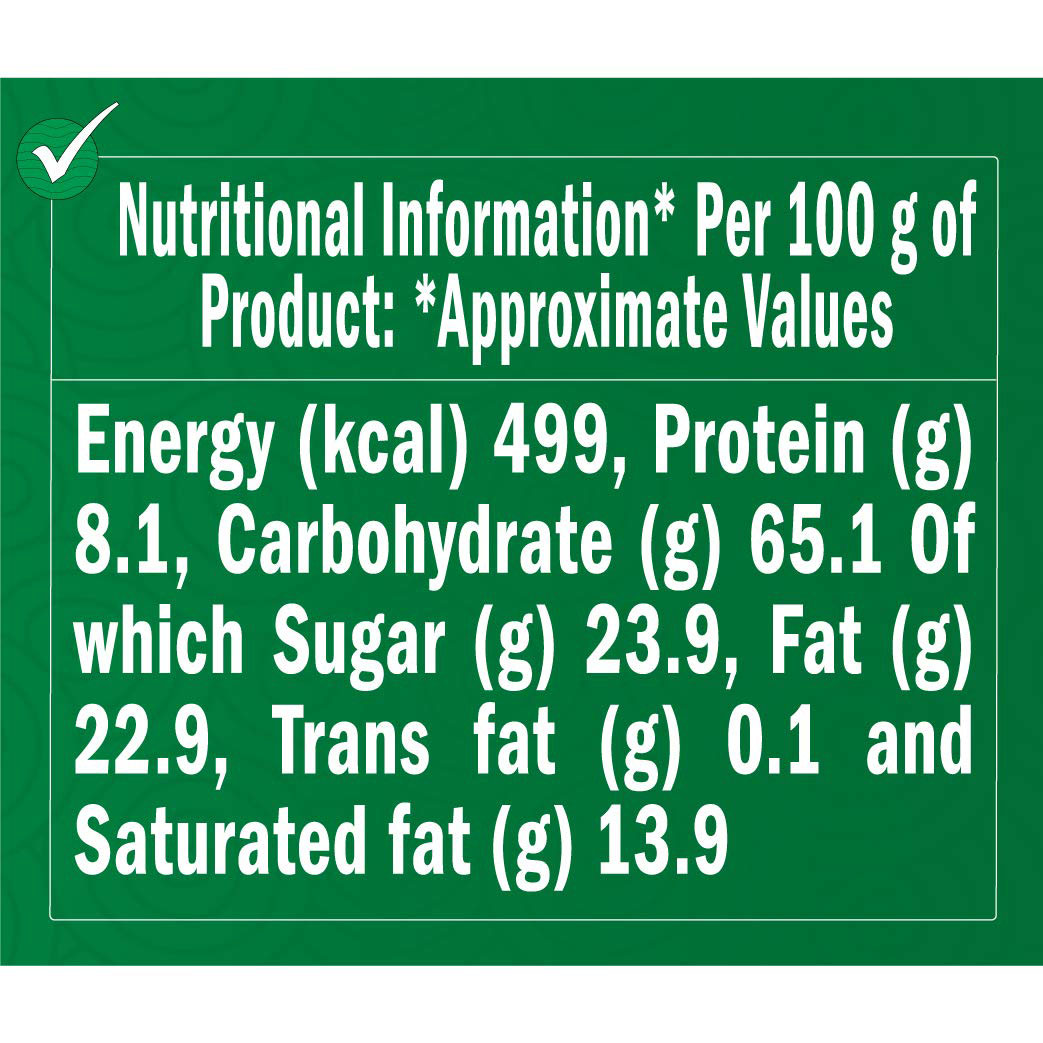 Nutritional Information* Per 100 g of
Product: *Approximate Values
Energy (kcal) 499, Protein (g)
8.1, Carbohydrate (g) 65.1 Of
which Sugar (g) 23.9, Fat (g)
22.9, Trans fat (g) 0.1 and
Saturated fat (g) 13.9